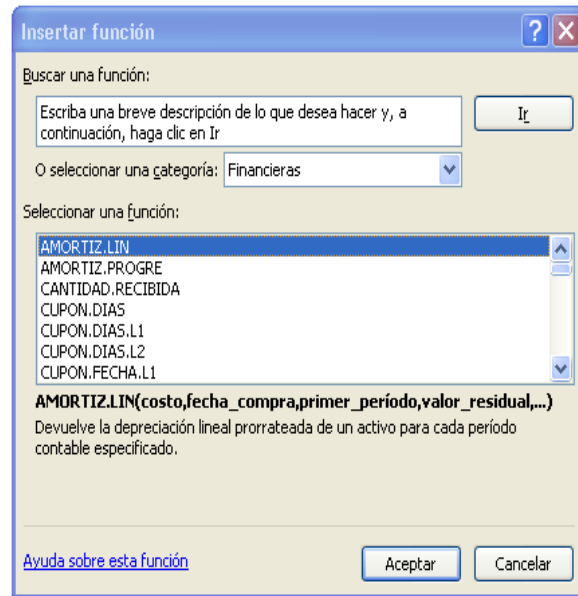 Insertar función
Buscar una función:
Escriba una breve descripción de lo que desea hacer y, a
continuación, haga clic en Ir
Ir
O seleccionar una categoría: Financieras
Seleccionar una función:
AMORTIZ.LIN
AMORTIZ.PROGRE
CANTIDAD.RECIBIDA
CUPON.DIAS
CUPON.DIAS.L1
CUPON.DIAS.L2
CUPON.FECHA.L1
AMORTIZ.LIN(costo,fecha_compra,primer_período,valor_residual,...)
Devuelve la depreciación lineal prorrateada de un activo para cada período
contable especificado.
Ayuda sobre esta función
Aceptar
Cancelar